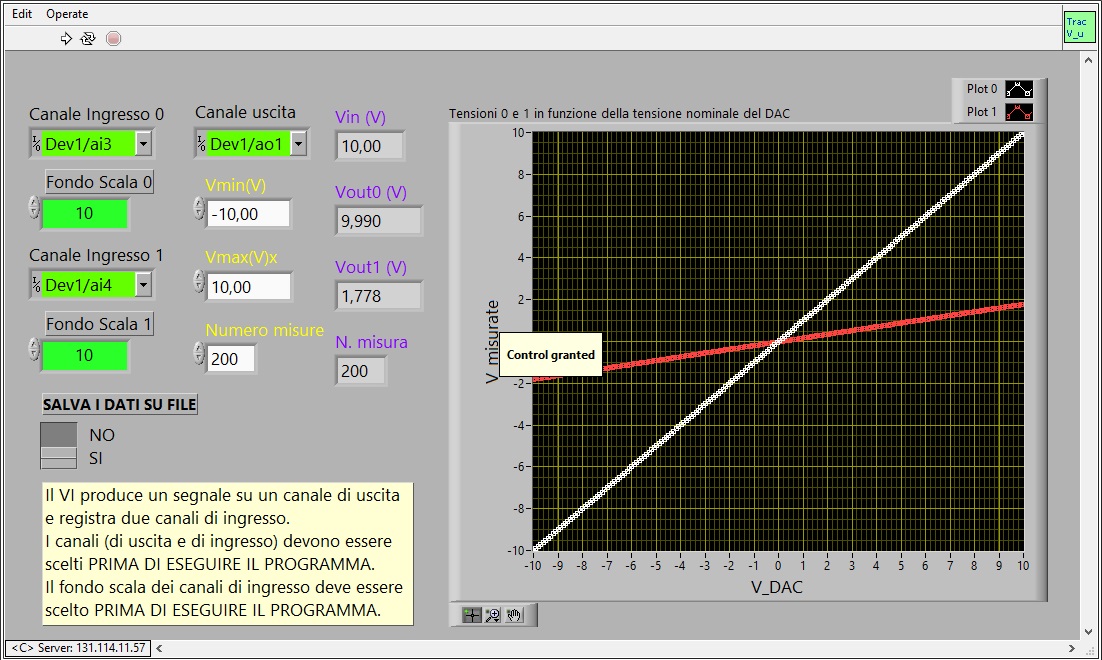 Edit Operate
Trac
V_u
Plot 0
Plot 1
Canale Ingresso 0
Dev1/ai3
Fondo Scala 0
10
Canale Ingresso 1
Dev1/ai4
Fondo Scala 1
10
Canale uscita
Dev1/ao1
Vmin(V)
-10,00
Vmax(V)x
10,00
Numero misure
200
Vin (V)
10,00
Vout0 (V)
9,990
Vout1 (V)
1,778
N. misura
200
SALVA I DATI SU FILE
NO
SI
Il VI produce un segnale su un canale di uscita
e registra due canali di ingresso.
I canali (di uscita e di ingresso) devono essere
scelti PRIMA DI ESEGUIRE IL PROGRAMMA.
Il fondo scala dei canali di ingresso deve essere
scelto PRIMA DI ESEGUIRE IL PROGRAMMA.
Tensioni 0 e 1 in funzione della tensione nominale del DAC
10
8
6
4
2
-2
-4
-6
-8
-10
V_misurate
Control granted
-10 -9 -8 -7 -6 -5 -4 -3 -2 -1 0 1 2 3 4 5 6 7 8 9 10
V_DAC
<C> Server: 131.114.11.57